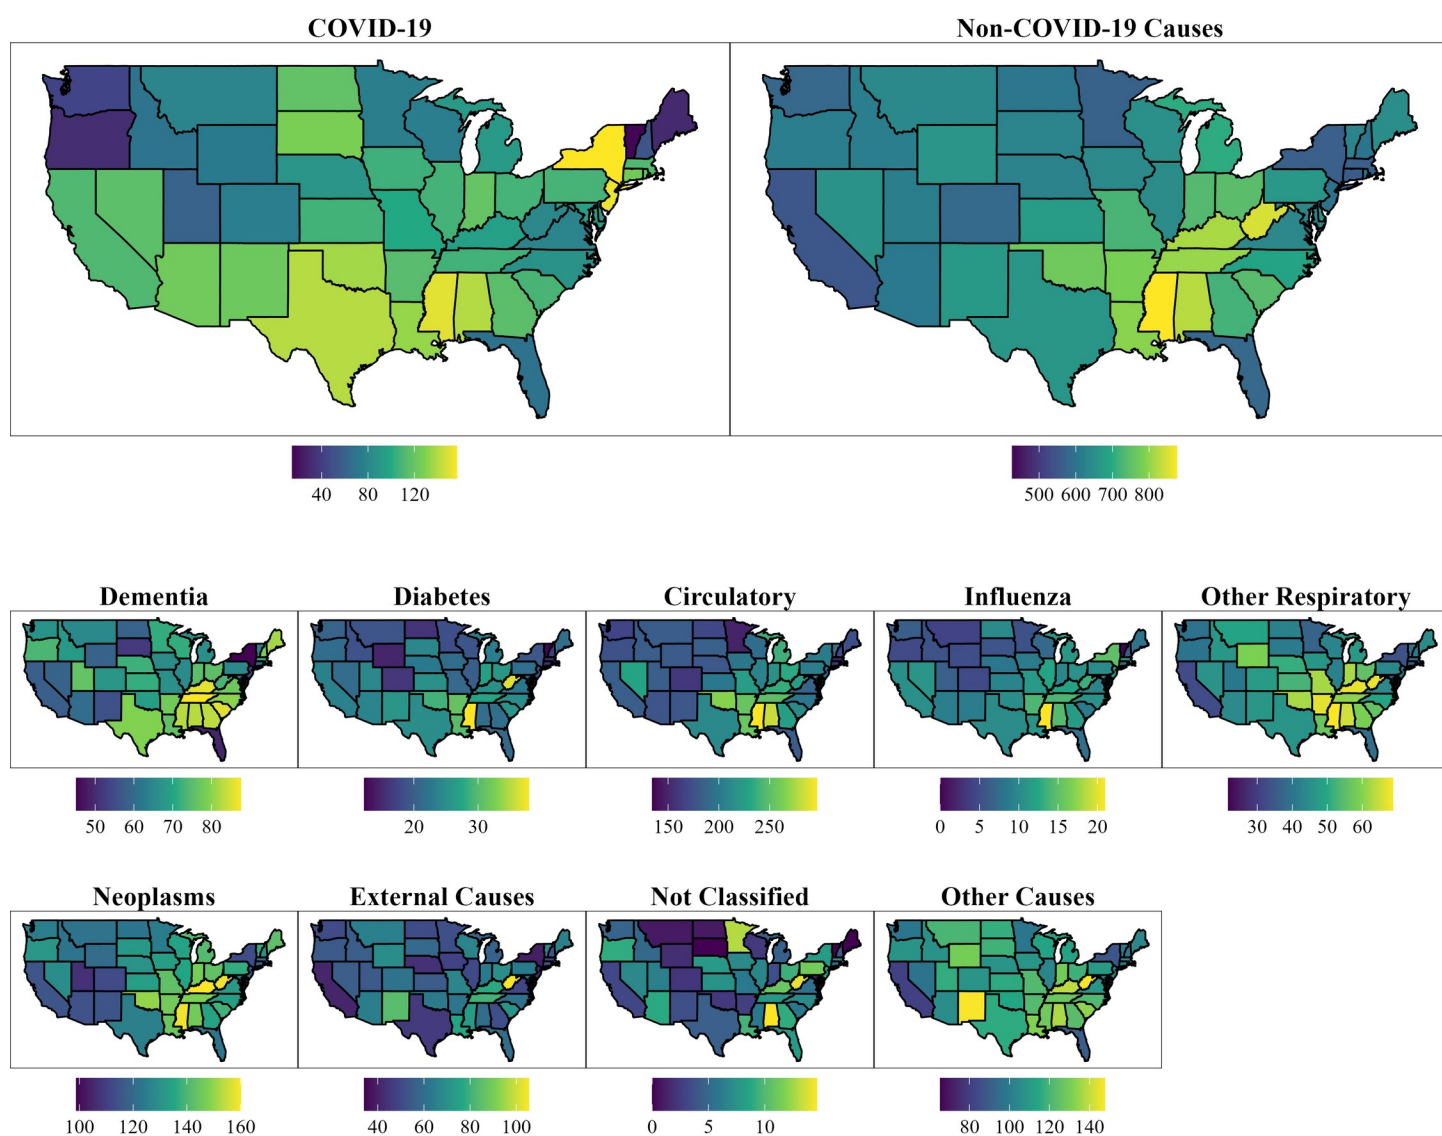 COVID-19 Non-COVID-19 Causes
40 80 120 500 600 700 800
Dementia Diabetes Circulatory Influenza Other Respiratory
50 60 70 80 20 30 150 200 250 0 5 10 15 20 30 40 50 60
Neoplasms External Causes Not Classified Other Causes
100 120 140 160 40 60 80 100 0 5 10 80 100 120 140